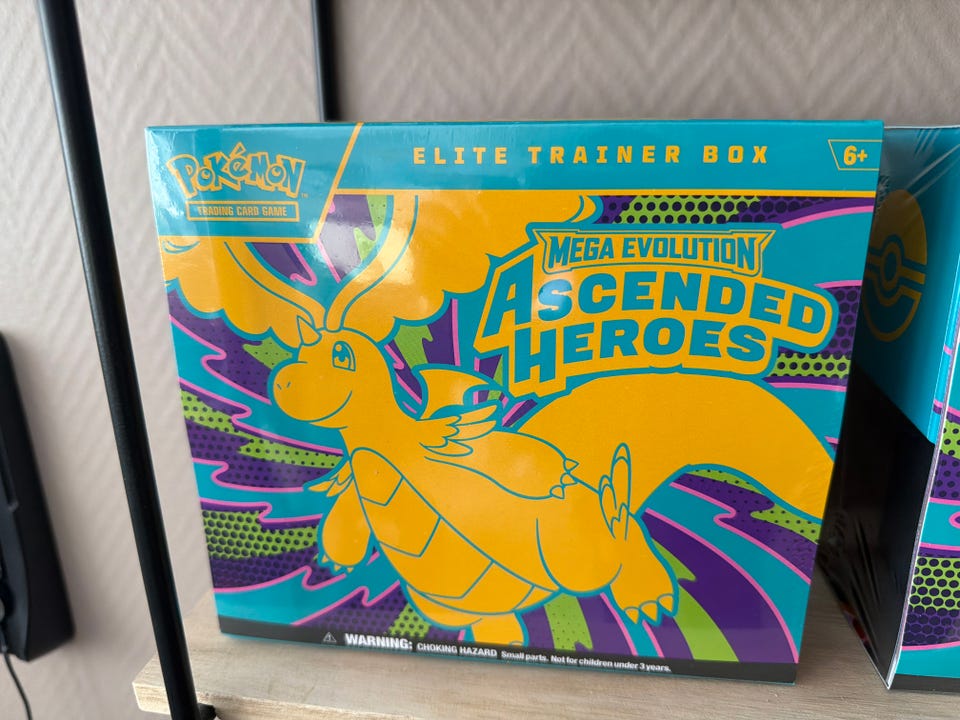 POKÉMON
TRADING CARD GAME
ELITE TRAINER BOX
6+
MEGA EVOLUTION
ASCENDED
HEROES
WARNING: CHOKING HAZARD Small parts. Not for children under 3 years.